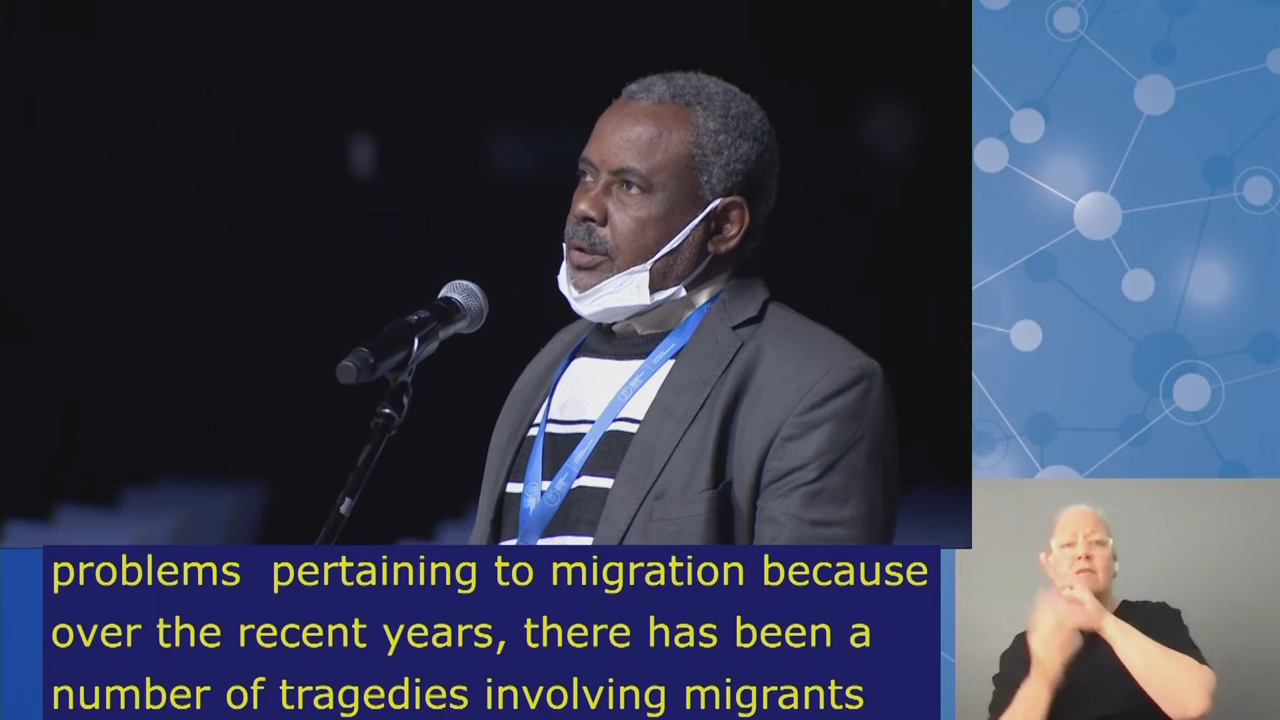 problems  pertaining to migration because
over the recent years, there has been a
number of tragedies involving migrants